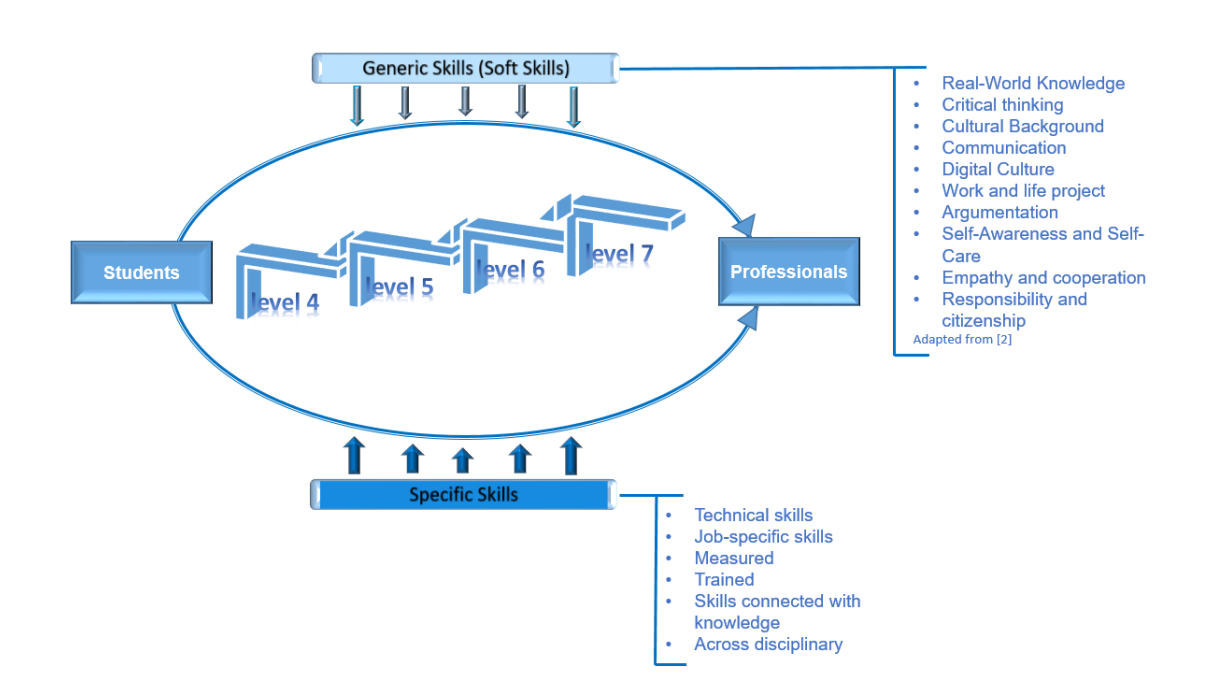 Generic Skills (Soft Skills)
• Real-World Knowledge
• Critical thinking
• Cultural Background
• Communication
• Digital Culture
• Work and life project
• Argumentation
• Self-Awareness and Self-
Care
• Empathy and cooperation
• Responsibility and
citizenship
Adapted from [2]
Students
level 4
level 5
level 6
level 7
Professionals
Specific Skills
• Technical skills
• Job-specific skills
• Measured
• Trained
• Skills connected with
knowledge
• Across disciplinary